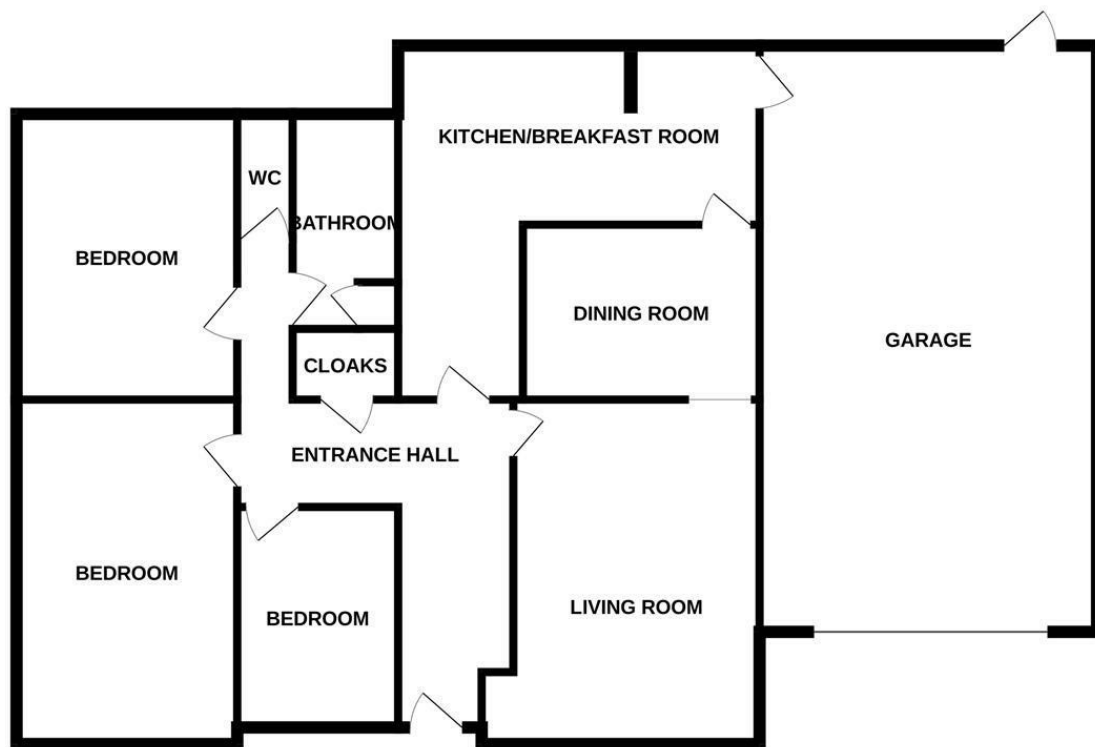 KITCHEN/BREAKFAST ROOM
WC
BATHROOM
BEDROOM
DINING ROOM
GARAGE
CLOAKS
ENTRANCE HALL
BEDROOM
LIVING ROOM
BEDROOM